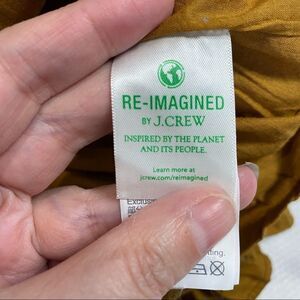 RE-IMAGINED
BY J.CREW
INSPIRED BY THE PLANET
AND ITS PEOPLE.
Learn more at
jcrew.com/reimagined